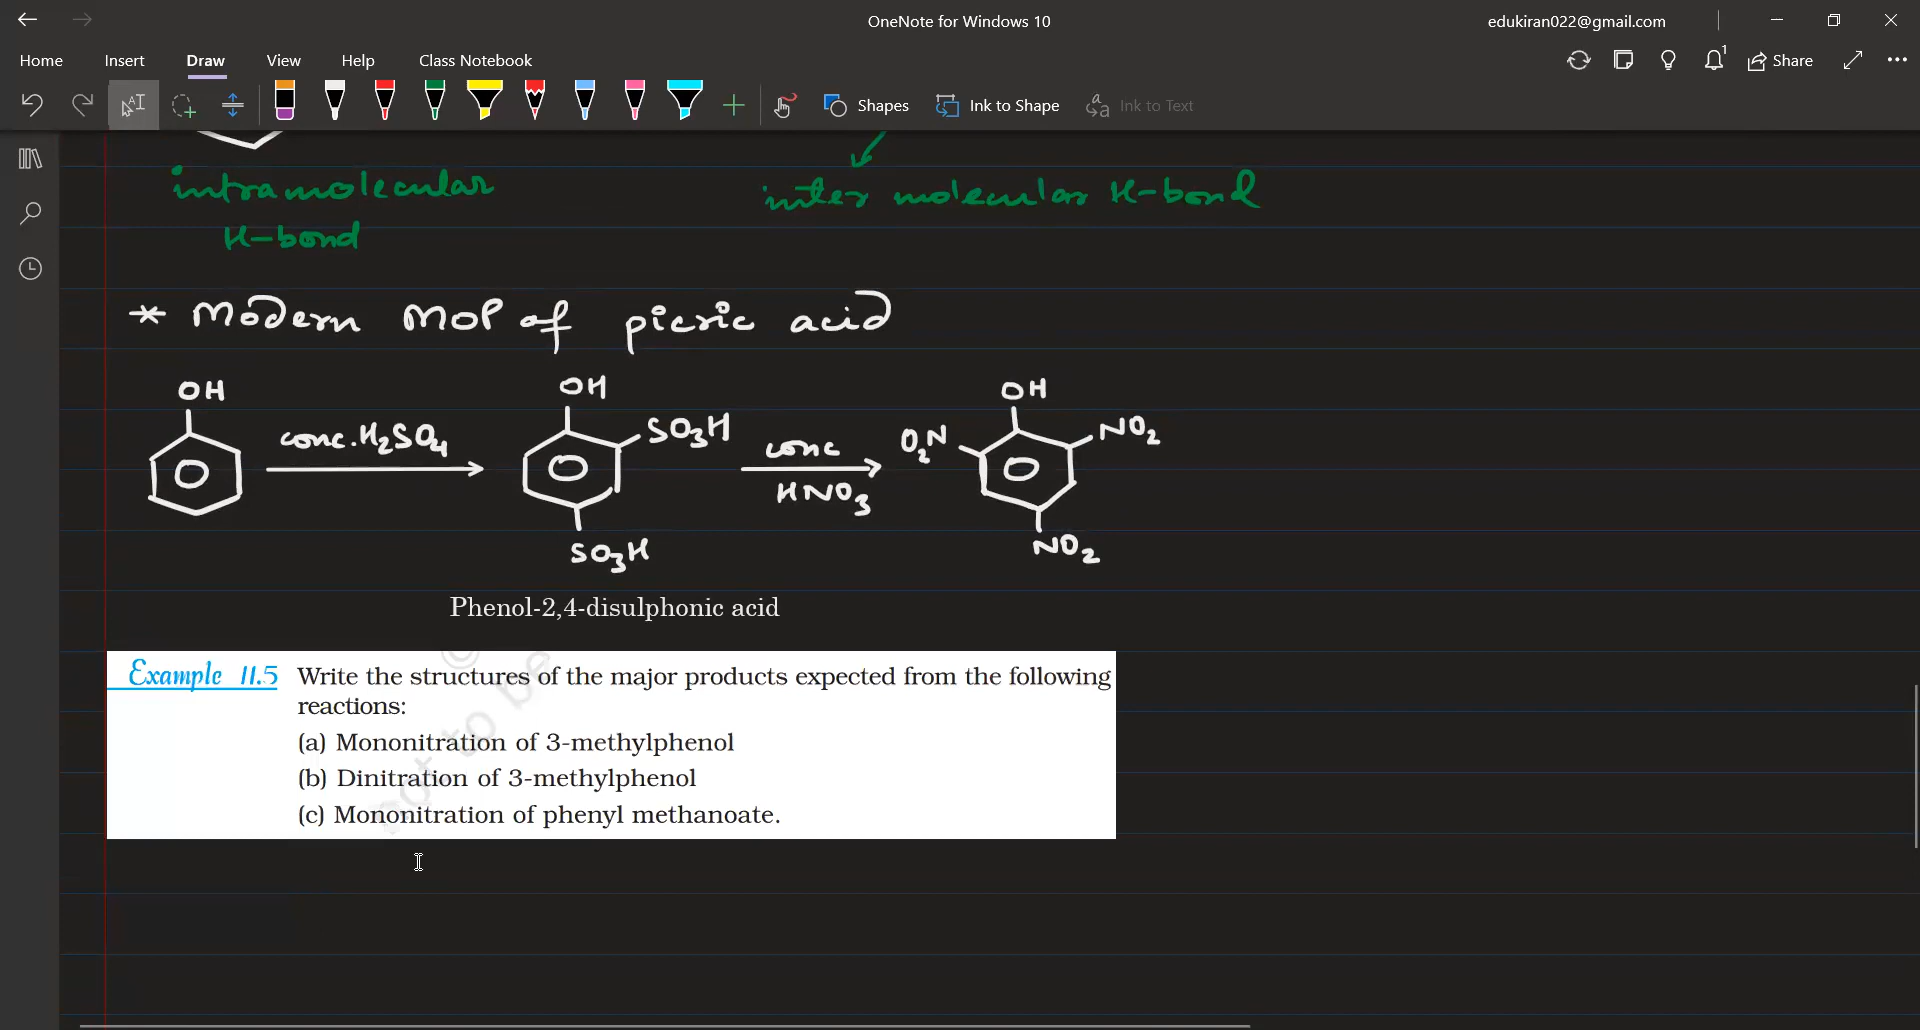 OneNote for Windows 10
edukiran022@gmail.com
Home Insert Draw View Help Class Notebook
1
Share
Shapes
Ink to Shape
Ink to Text
intramolecular
H-bond
inter molecular H-bond
* Modern MOP of picric acid
OH
conc. H2SO4
OH
SO3H
SO3H
conc
HNO3
OH
O2N
NO2
NO2
Phenol-2,4-disulphonic acid
Example 11.5 Write the structures of the major products expected from the following
reactions:
(a) Mononitration of 3-methylphenol
(b) Dinitration of 3-methylphenol
(c) Mononitration of phenyl methanoate.
©
not to be